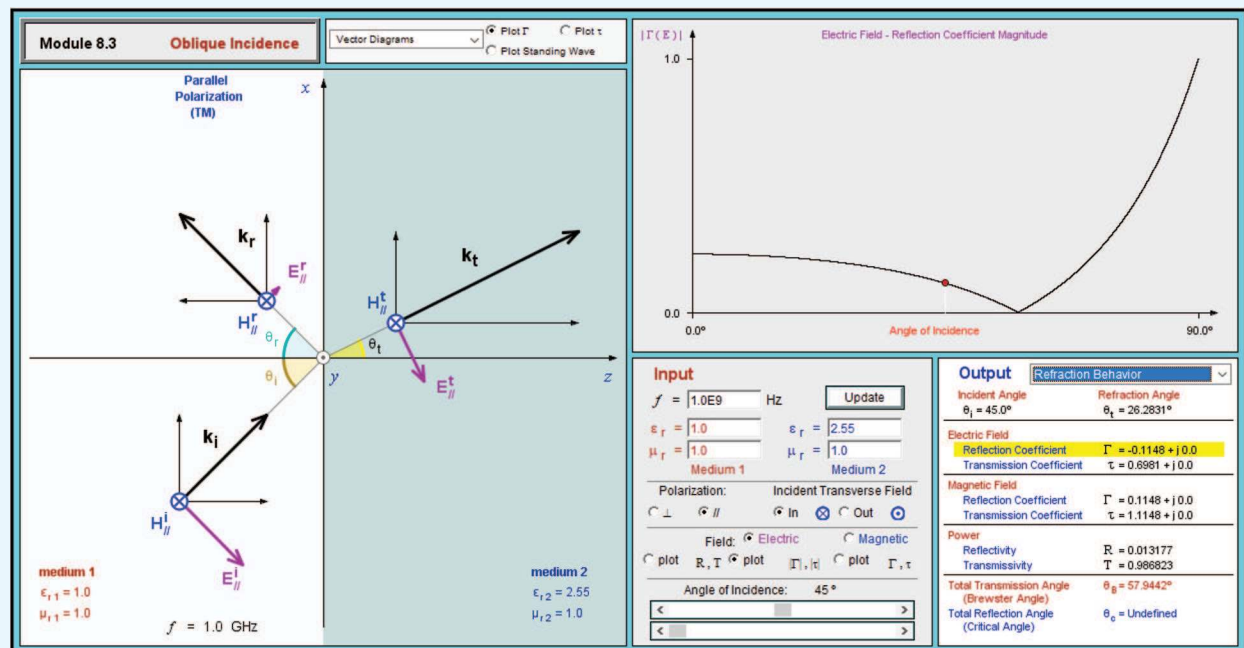 Module 8.3 Oblique Incidence
Vector Diagrams
Plot Γ Plot τ
Plot Standing Wave
Parallel
Polarization
(TM)
x
k_r
E_//^r
H_//^r
θ_r
k_t
H_//^t
θ_t
E_//^t
y
z
θ_i
k_i
H_//^i
E_//^i
medium 1
ε_r1 = 1.0
μ_r1 = 1.0
f = 1.0 GHz
medium 2
ε_r2 = 2.55
μ_r2 = 1.0
|Γ(E)| Electric Field - Reflection Coefficient Magnitude
1.0
0.0
0.0° Angle of Incidence 90.0°
Input
f = 1.0E9 Hz Update
ε_r = 1.0 ε_r = 2.55
μ_r = 1.0 μ_r = 1.0
Medium 1 Medium 2
Polarization: Incident Transverse Field
⊥ // In Out
Field: Electric Magnetic
plot R,T plot |Γ|,|τ| plot Γ,τ
Angle of Incidence: 45°
< >
< >
Output Refraction Behavior
Incident Angle Refraction Angle
θ_i = 45.0° θ_t = 26.2831°
Electric Field
Reflection Coefficient Γ = -0.1148 + j 0.0
Transmission Coefficient τ = 0.6981 + j 0.0
Magnetic Field
Reflection Coefficient Γ = 0.1148 + j 0.0
Transmission Coefficient τ = 1.1148 + j 0.0
Power
Reflectivity R = 0.013177
Transmissivity T = 0.986823
Total Transmission Angle θ_B = 57.9442°
(Brewster Angle)
Total Reflection Angle θ_c = Undefined
(Critical Angle)